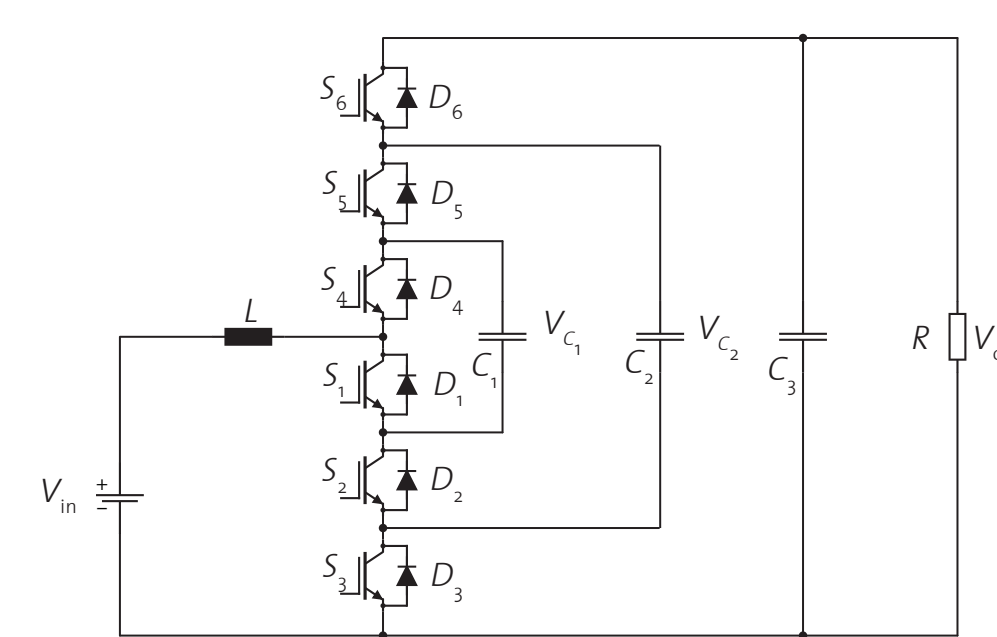 S6 D6
S5 D5
S4 D4
L
S1 D1
S2 D2
S3 D3
Vin + −
C1 VC1
C2 VC2
C3
R